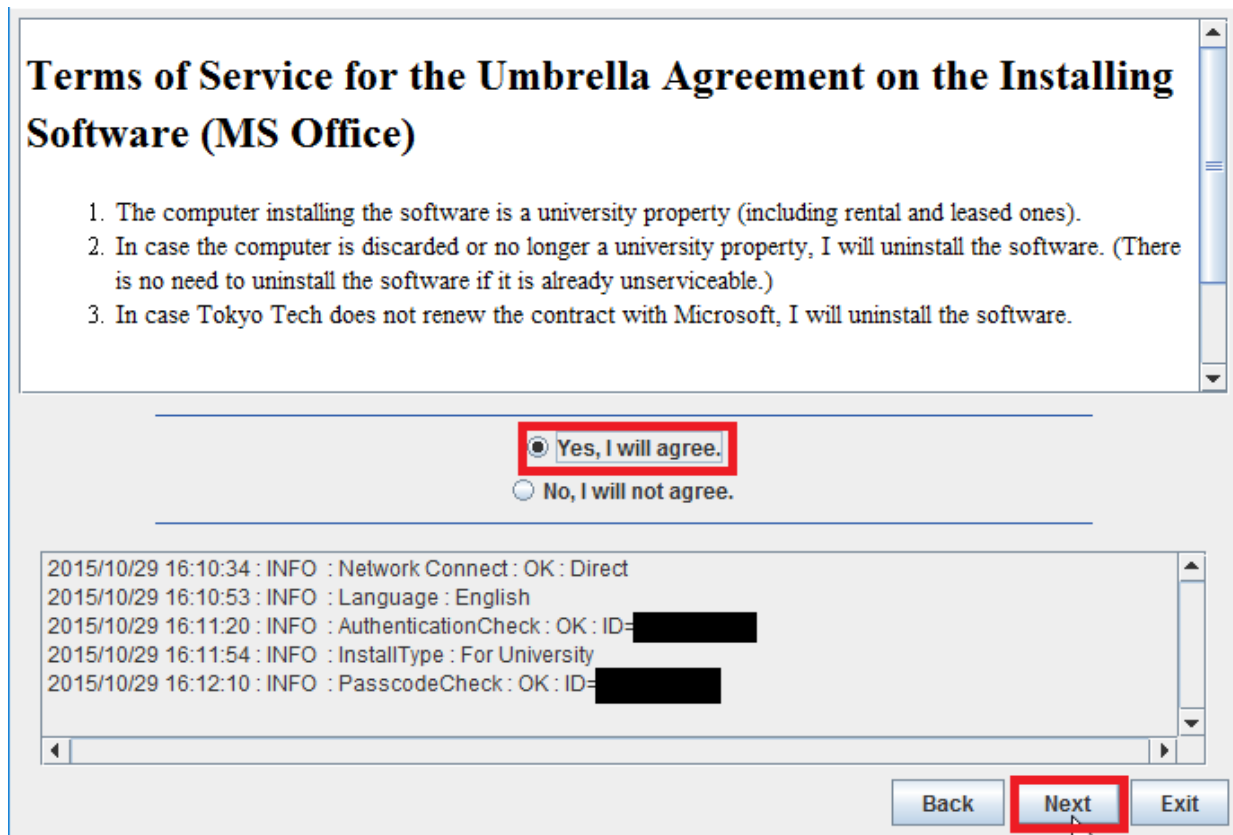 Terms of Service for the Umbrella Agreement on the Installing
Software (MS Office)
1. The computer installing the software is a university property (including rental and leased ones).
2. In case the computer is discarded or no longer a university property, I will uninstall the software. (There
is no need to uninstall the software if it is already unserviceable.)
3. In case Tokyo Tech does not renew the contract with Microsoft, I will uninstall the software.
Yes, I will agree.
No, I will not agree.
2015/10/29 16:10:34 : INFO : Network Connect : OK : Direct
2015/10/29 16:10:53 : INFO : Language : English
2015/10/29 16:11:20 : INFO : AuthenticationCheck : OK : ID=
2015/10/29 16:11:54 : INFO : InstallType : For University
2015/10/29 16:12:10 : INFO : PasscodeCheck : OK : ID=
Back Next Exit